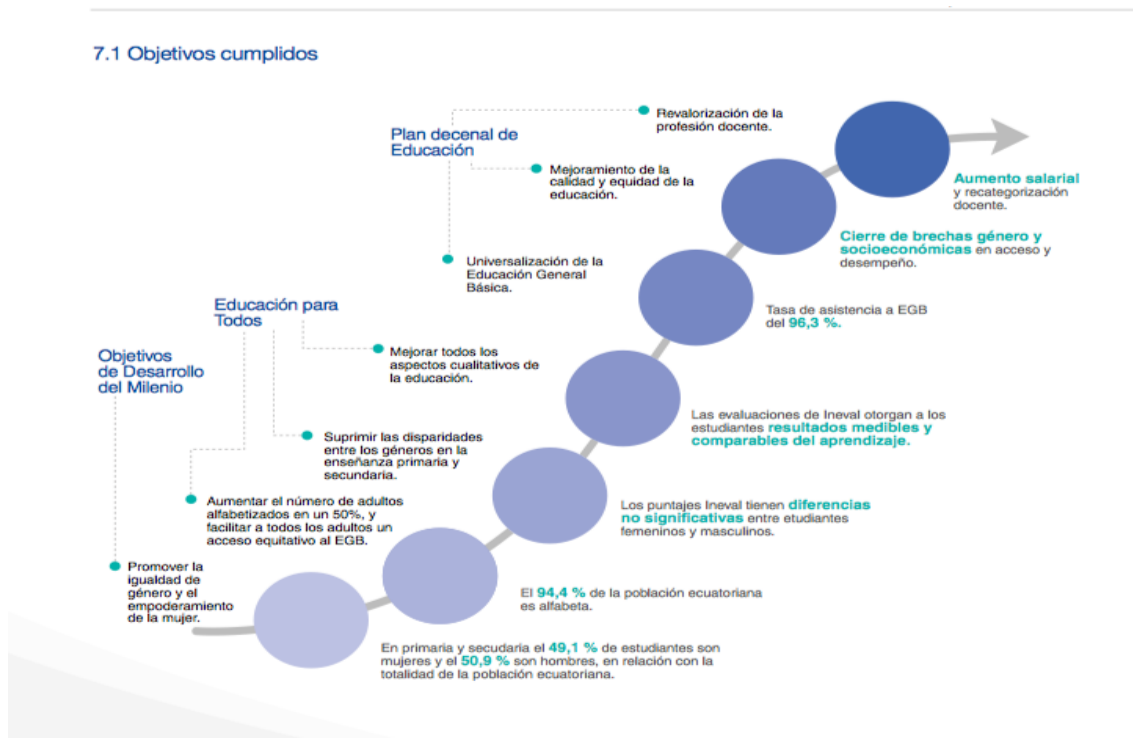 7.1 Objetivos cumplidos
Plan decenal de
Educación
Revalorización de la
profesión docente.
Mejoramiento de la
calidad y equidad de la
educación.
Universalización de la
Educación General
Básica.
Educación para
Todos
Mejorar todos los
aspectos cualitativos de
la educación.
Suprimir las disparidades
entre los géneros en la
enseñanza primaria y
secundaria.
Aumentar el número de adultos
alfabetizados en un 50%, y
facilitar a todos los adultos un
acceso equitativo al EGB.
Objetivos
de Desarrollo
del Milenio
Promover la
igualdad de
género y el
empoderamiento
de la mujer.
Aumento salarial
y recategorización
docente.
Cierre de brechas género y
socioeconómicas en acceso y
desempeño.
Tasa de asistencia a EGB
del 96,3 %.
Las evaluaciones de Ineval otorgan a los
estudiantes resultados medibles y
comparables del aprendizaje.
Los puntajes Ineval tienen diferencias
no significativas entre etudiantes
femeninos y masculinos.
El 94,4 % de la población ecuatoriana
es alfabeta.
En primaria y secudaria el 49,1 % de estudiantes son
mujeres y el 50,9 % son hombres, en relación con la
totalidad de la población ecuatoriana.